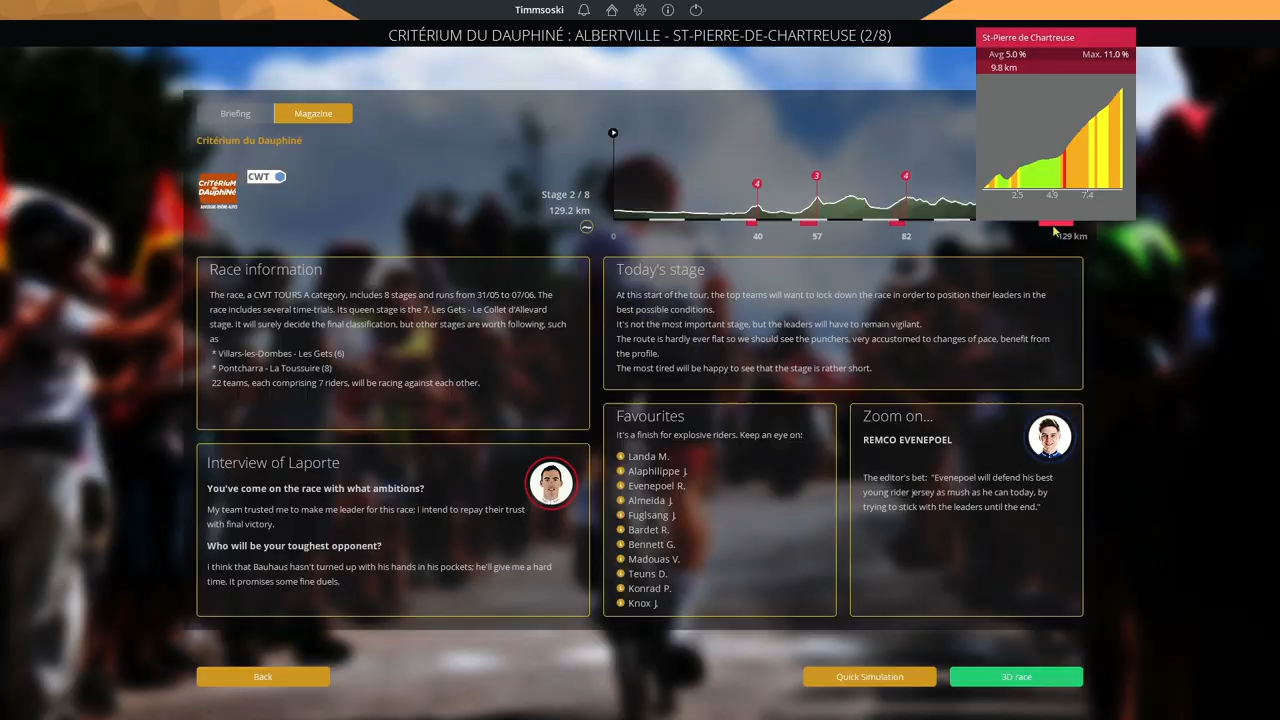 Timmsoski
CRITÉRIUM DU DAUPHINÉ : ALBERTVILLE - ST-PIERRE-DE-CHARTREUSE (2/8)
St-Pierre de Chartreuse
Avg 5.0 % Max. 11.0 %
9.8 km
2.5 4.9 7.4
Briefing Magazine
Critérium du Dauphiné
CRITÉRIUM
DU DAUPHINÉ
AUVERGNE-RHÔNE-ALPES
CWT
Stage 2 / 8
129.2 km
4 3 4
0 40 57 82 129 km
Race information
The race, a CWT TOURS A category, includes 8 stages and runs from 31/05 to 07/06. The
race includes several time-trials. Its queen stage is the 7, Les Gets - Le Collet d'Allevard
stage. It will surely decide the final classification, but other stages are worth following, such
as
* Villars-les-Dombes - Les Gets (6)
* Pontcharra - La Toussuire (8)
22 teams, each comprising 7 riders, will be racing against each other.
Today's stage
At this start of the tour, the top teams will want to lock down the race in order to position their leaders in the
best possible conditions.
It's not the most important stage, but the leaders will have to remain vigilant.
The route is hardly ever flat so we should see the punchers, very accustomed to changes of pace, benefit from
the profile.
The most tired will be happy to see that the stage is rather short.
Interview of Laporte
You've come on the race with what ambitions?
My team trusted me to make me leader for this race; I intend to repay their trust
with final victory.
Who will be your toughest opponent?
I think that Bauhaus hasn't turned up with his hands in his pockets; he'll give me a hard
time. It promises some fine duels.
Favourites
It's a finish for explosive riders. Keep an eye on:
Landa M.
Alaphilippe J.
Evenepoel R.
Almeida J.
Fuglsang J.
Bardet R.
Bennett G.
Madouas V.
Teuns D.
Konrad P.
Knox J.
Zoom on...
REMCO EVENEPOEL
The editor's bet: "Evenepoel will defend his best
young rider jersey as mush as he can today, by
trying to stick with the leaders until the end."
Back
Quick Simulation
3D race